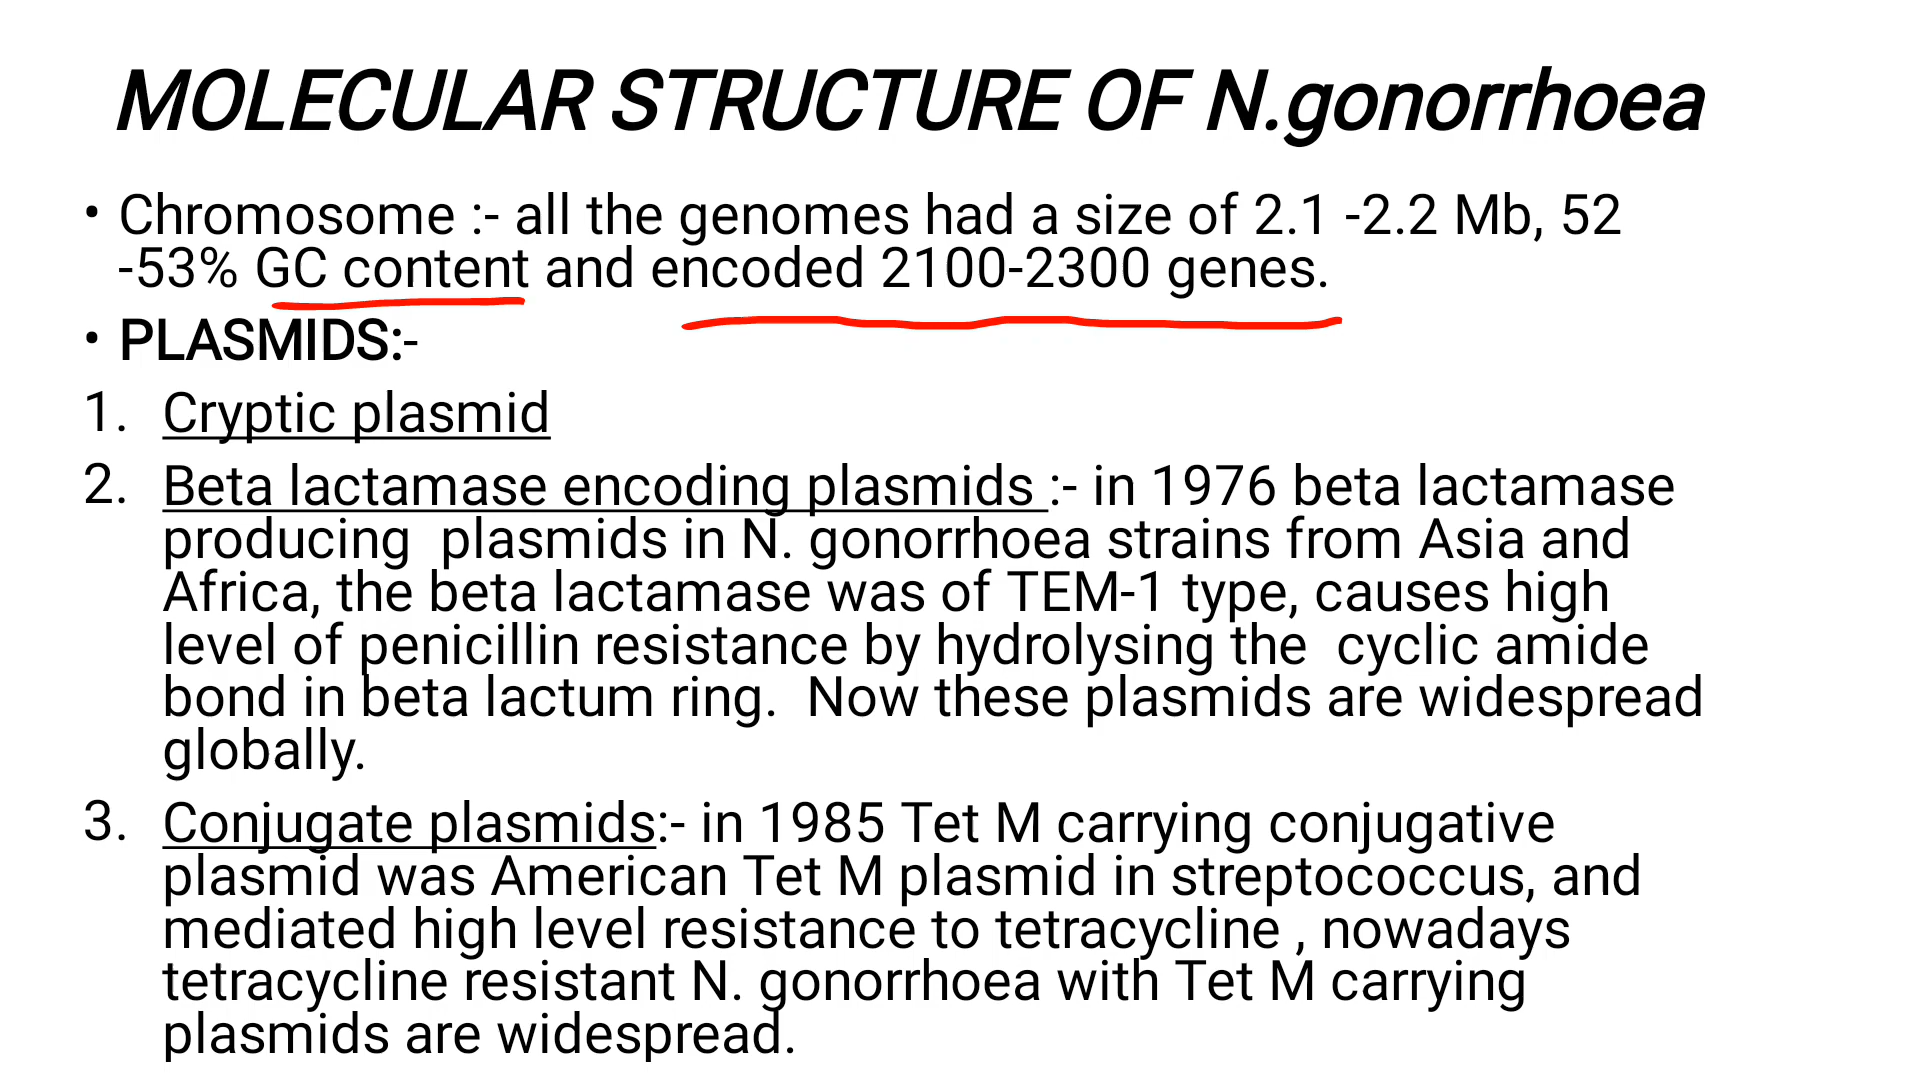 MOLECULAR STRUCTURE OF N.gonorrhoea
• Chromosome :- all the genomes had a size of 2.1 -2.2 Mb, 52
-53% GC content and encoded 2100-2300 genes.
• PLASMIDS:-
1. Cryptic plasmid
2. Beta lactamase encoding plasmids :- in 1976 beta lactamase
producing  plasmids in N. gonorrhoea strains from Asia and
Africa, the beta lactamase was of TEM-1 type, causes high
level of penicillin resistance by hydrolysing the  cyclic amide
bond in beta lactum ring.  Now these plasmids are widespread
globally.
3. Conjugate plasmids:- in 1985 Tet M carrying conjugative
plasmid was American Tet M plasmid in streptococcus, and
mediated high level resistance to tetracycline , nowadays
tetracycline resistant N. gonorrhoea with Tet M carrying
plasmids are widespread.